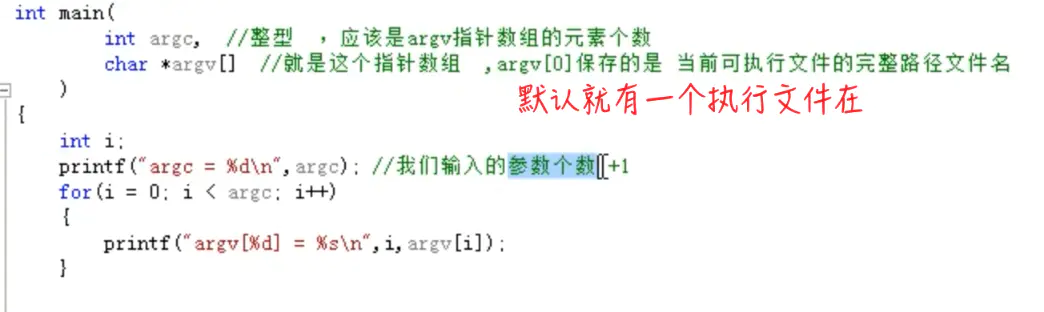 int main(
int argc, //整型 ，应该是argv指针数组的元素个数
char *argv[] //就是这个指针数组 ,argv[0]保存的是 当前可执行文件的完整路径文件名
)
默认就有一个执行文件在
{
int i;
printf("argc = %d\n",argc); //我们输入的参数个数 +1
for(i = 0; i < argc; i++)
{
printf("argv[%d] = %s\n",i,argv[i]);
}